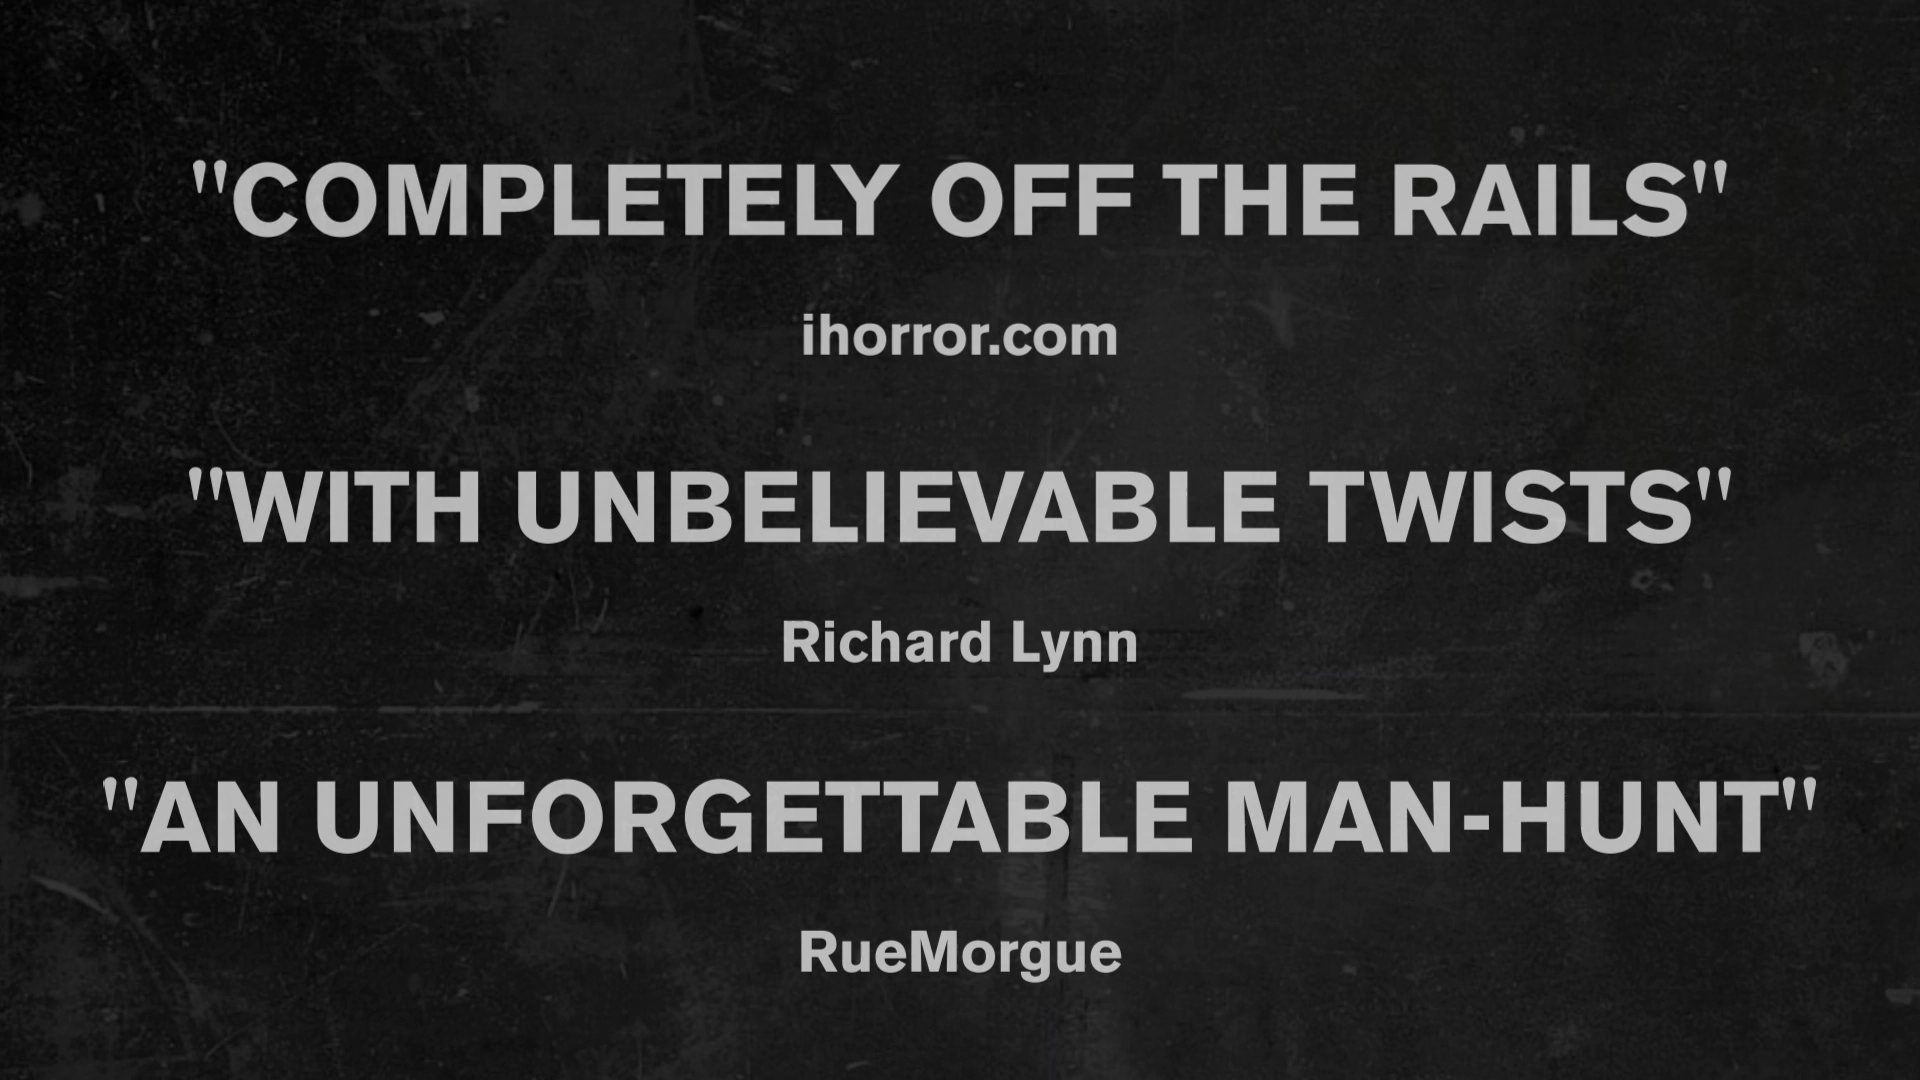 "COMPLETELY OFF THE RAILS"
ihorror.com
"WITH UNBELIEVABLE TWISTS"
Richard Lynn
"AN UNFORGETTABLE MAN-HUNT"
RueMorgue